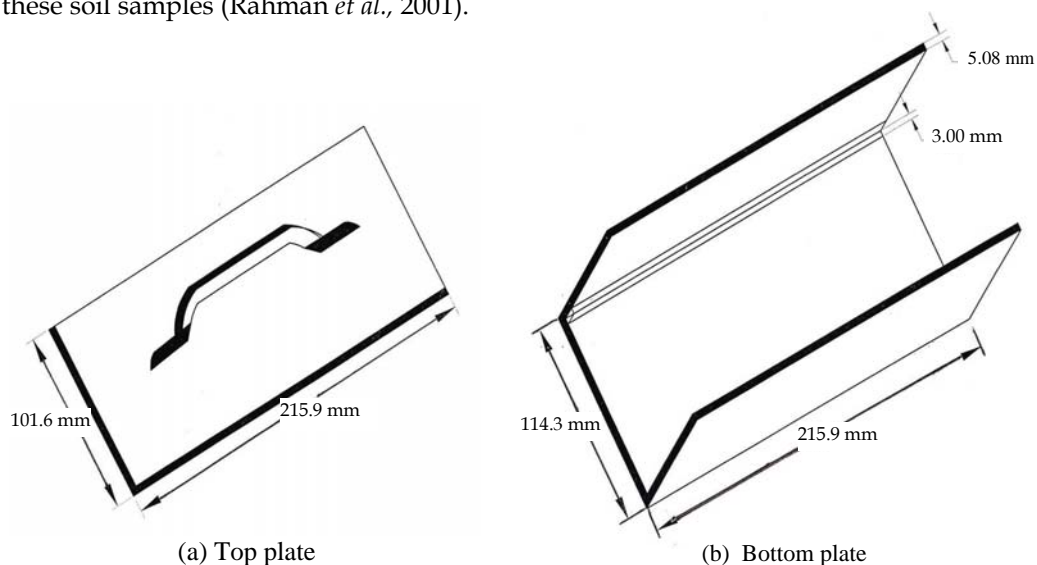 these soil samples (Rahman et al., 2001).
5.08 mm
3.00 mm
101.6 mm
215.9 mm
114.3 mm
215.9 mm
(a) Top plate
(b) Bottom plate